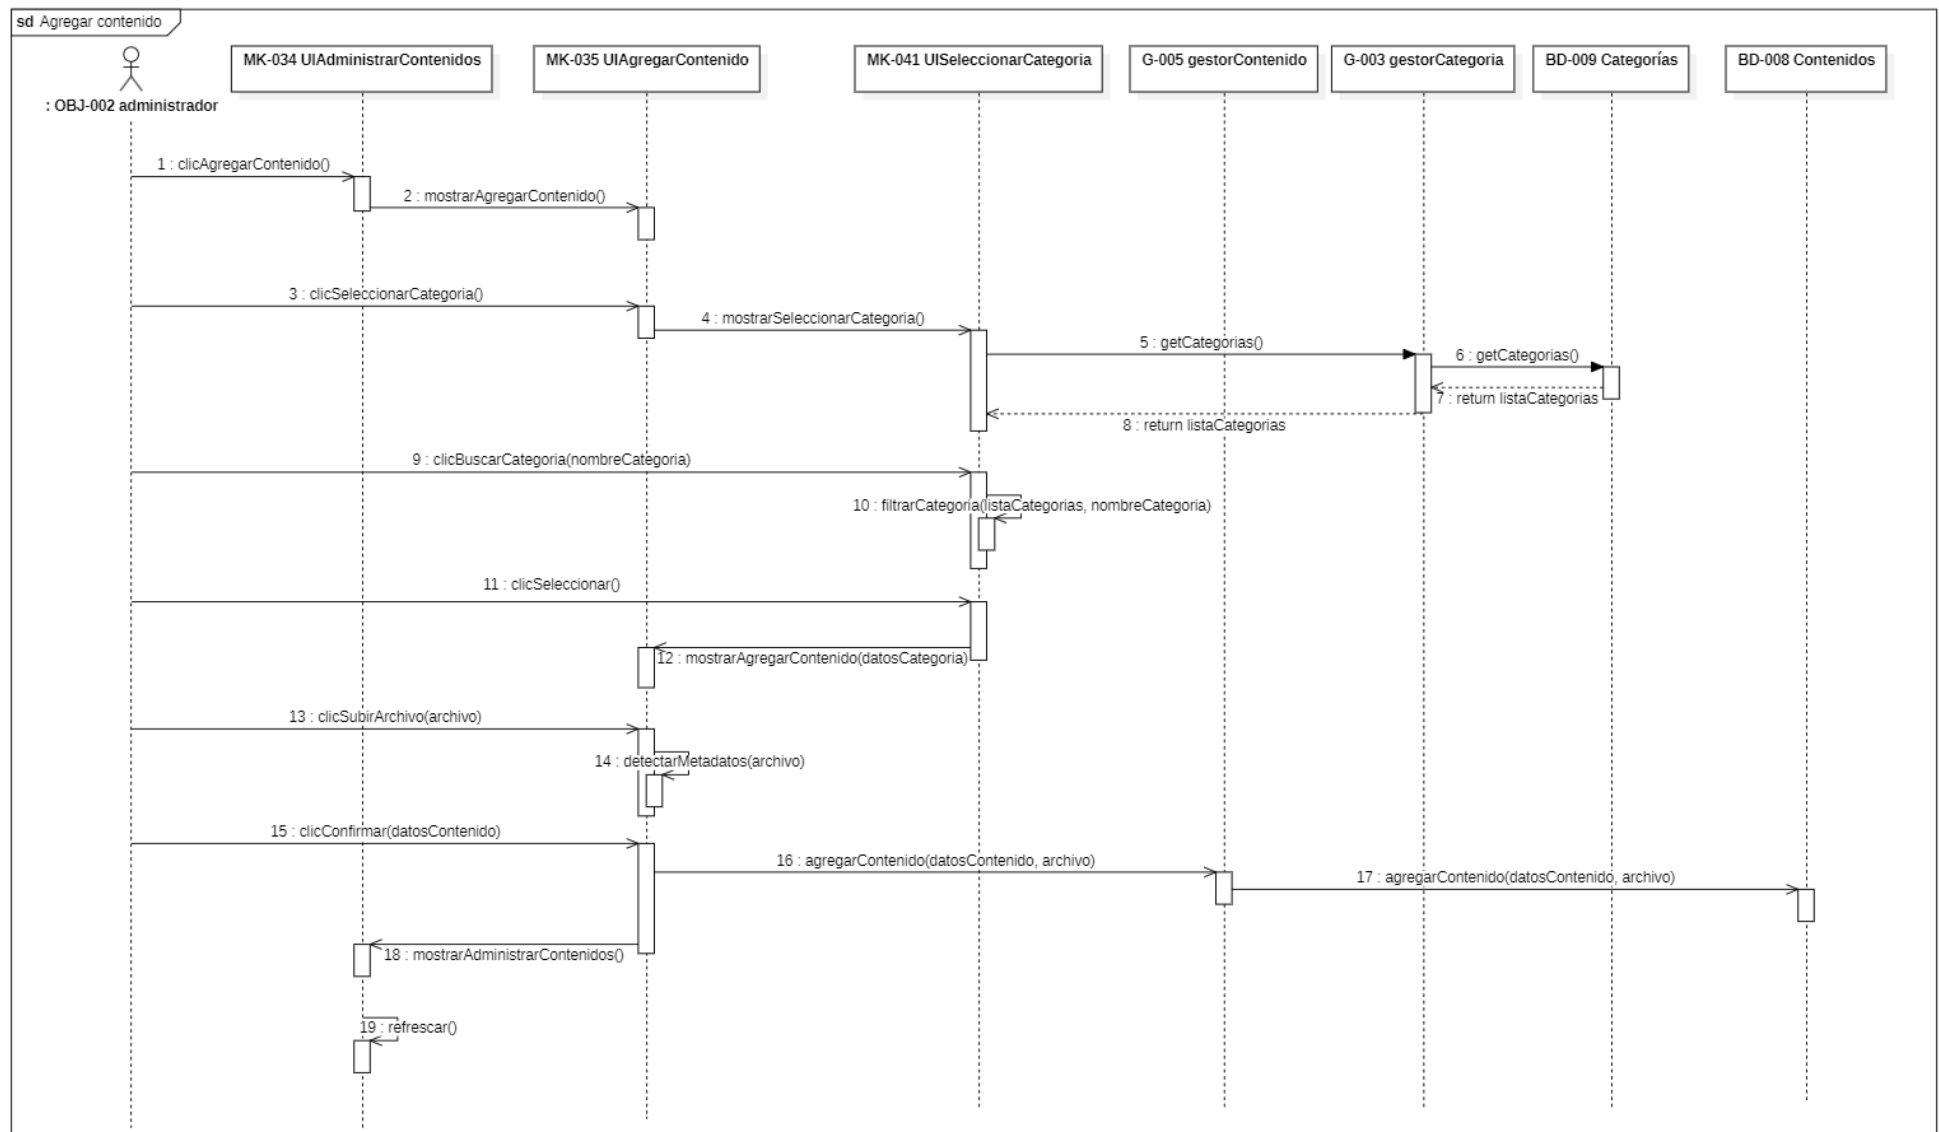 sd Agregar contenido
: OBJ-002 administrador
MK-034 UIAdministrarContenidos
MK-035 UIAgregarContenido
MK-041 UISeleccionarCategoria
G-005 gestorContenido
G-003 gestorCategoria
BD-009 Categorías
BD-008 Contenidos
1 : clicAgregarContenido()
2 : mostrarAgregarContenido()
3 : clicSeleccionarCategoria()
4 : mostrarSeleccionarCategoria()
5 : getCategorias()
6 : getCategorias()
7 : return listaCategorias
8 : return listaCategorias
9 : clicBuscarCategoria(nombreCategoria)
10 : filtrarCategoria(listaCategorias, nombreCategoria)
11 : clicSeleccionar()
12 : mostrarAgregarContenido(datosCategoria)
13 : clicSubirArchivo(archivo)
14 : detectarMetadatos(archivo)
15 : clicConfirmar(datosContenido)
16 : agregarContenido(datosContenido, archivo)
17 : agregarContenido(datosContenido, archivo)
18 : mostrarAdministrarContenidos()
19 : refrescar()